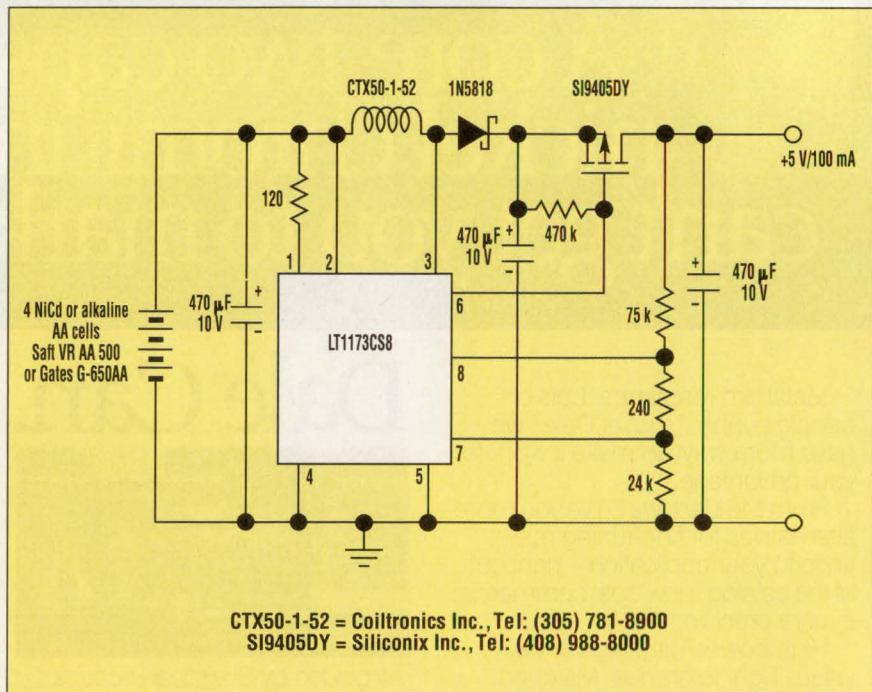 CTX50-1-52
1N5818
SI9405DY
+5 V/100 mA
120
470 k
470 µF
10 V
+
−
1
2
3
6
470 µF
10 V
+
−
75 k
470 µF
10 V
+
−
4 NiCd or alkaline
AA cells
Saft VR AA 500
or Gates G-650AA
LT1173CS8
8
240
7
24 k
4
5
CTX50-1-52 = Coiltronics Inc., Tel: (305) 781-8900
SI9405DY = Siliconix Inc., Tel: (408) 988-8000